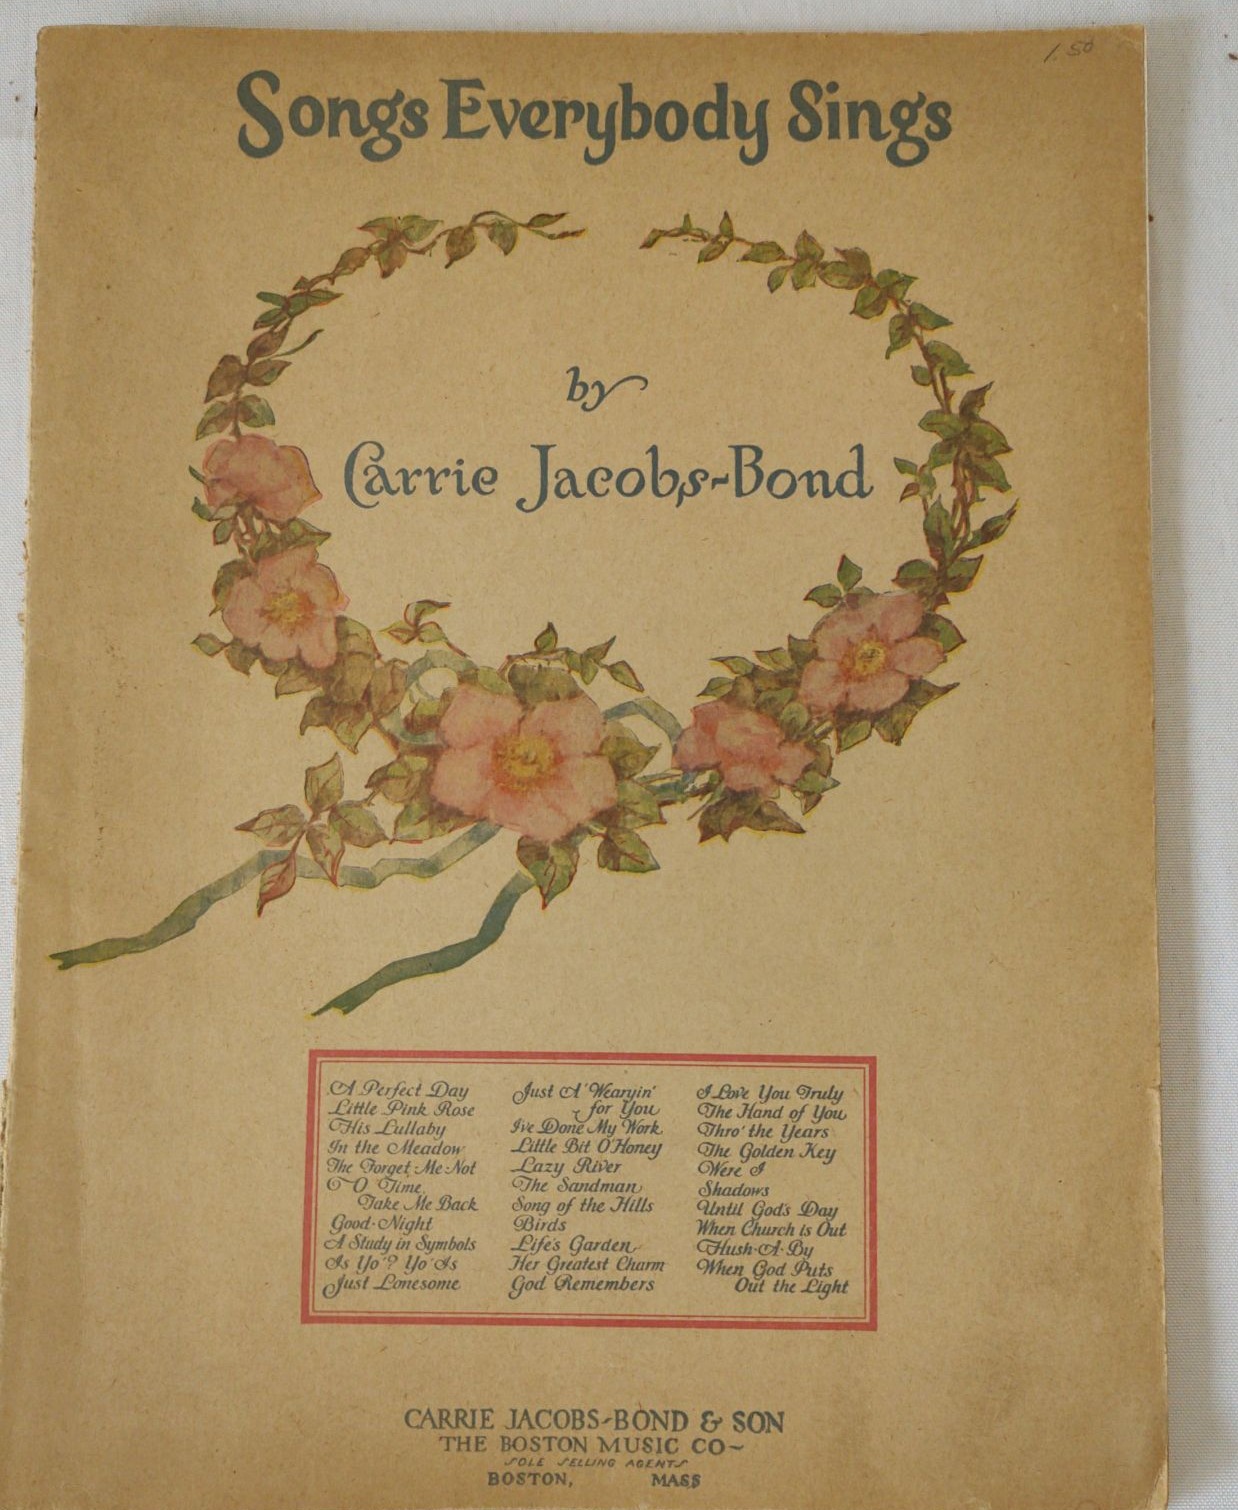 1.50
Songs Everybody Sings
by
Carrie Jacobs-Bond
A Perfect Day
Little Pink Rose
His Lullaby
In the Meadow
The Forget-Me-Not
O Time
Take Me Back
Good-Night
A Study in Symbols
Is Yo'? Yo Is
Just Lonesome
Just A' Wearyin'
for You
I've Done My Work
Little Bit O'Honey
Lazy River
The Sandman
Song of the Hills
Birds
Life's Garden
Her Greatest Charm
God Remembers
I Love You Truly
The Hand of You
Thro' the Years
The Golden Key
Were I
Shadows
Until God's Day
When Church is Out
Hush-A-By
When God Puts
Out the Light
CARRIE JACOBS-BOND & SON
THE BOSTON MUSIC CO~
SOLE SELLING AGENTS
BOSTON, MASS